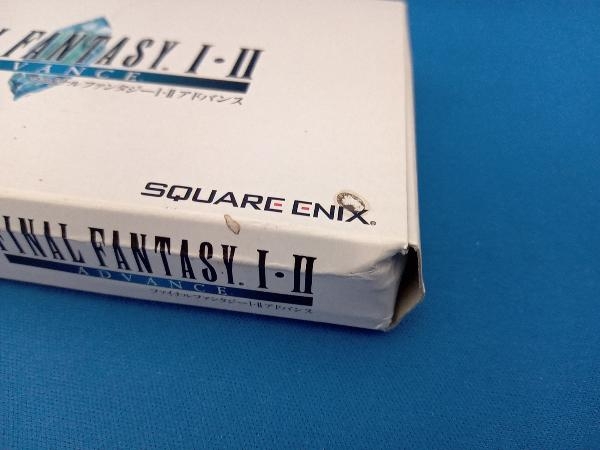 FANTASY I・II
VANCE
ファイナルファンタジーI・IIアドバンス
SQUARE ENIX®
FINAL FANTASY I・II
ADVANCE
ファイナルファンタジーI・IIアドバンス